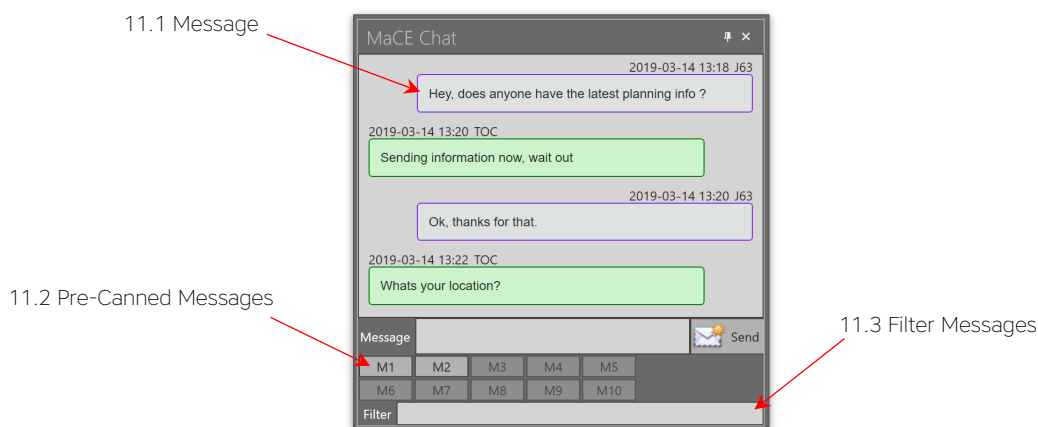 11.1 Message
MaCE Chat
2019-03-14 13:18 J63
Hey, does anyone have the latest planning info ?
2019-03-14 13:20 TOC
Sending information now, wait out
2019-03-14 13:20 J63
Ok, thanks for that.
2019-03-14 13:22 TOC
Whats your location?
11.2 Pre-Canned Messages
11.3 Filter Messages
Message Send
M1 M2 M3 M4 M5
M6 M7 M8 M9 M10
Filter